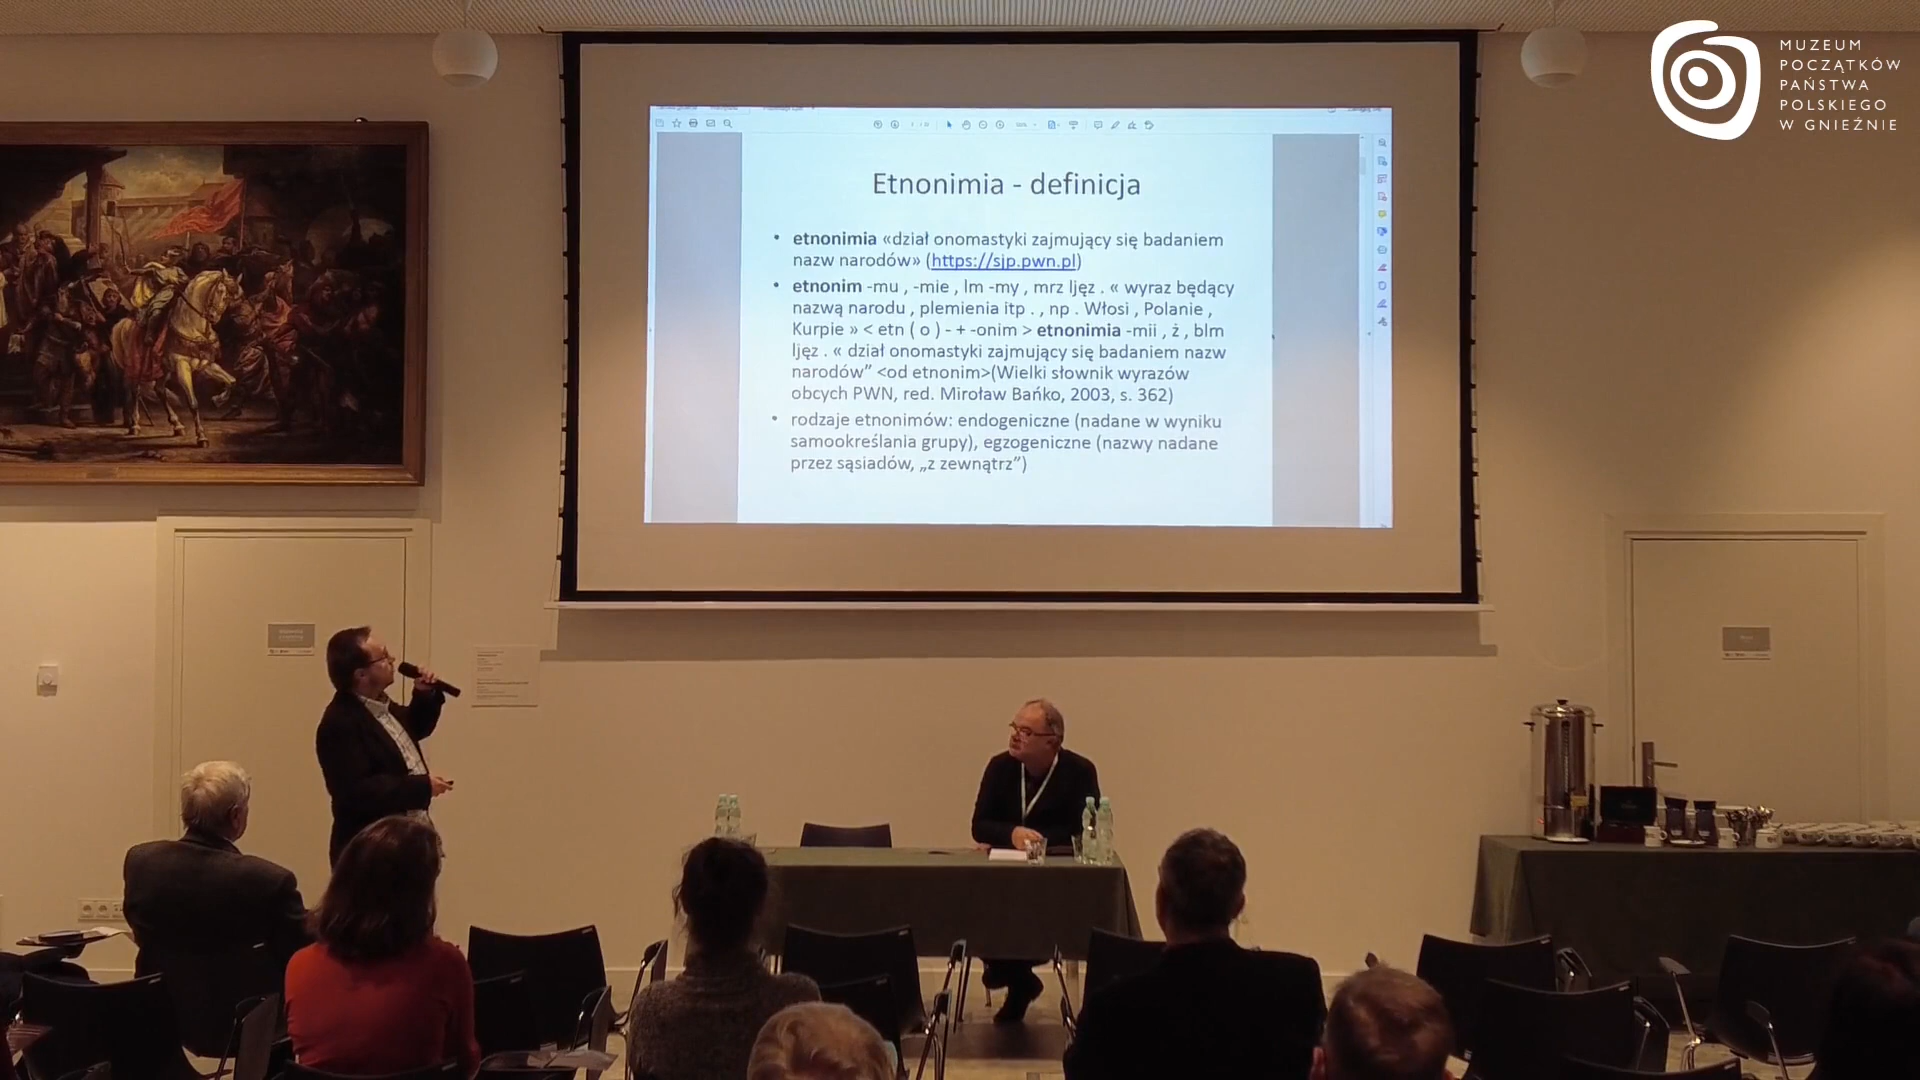 MUZEUM
POCZĄTKÓW
PAŃSTWA
POLSKIEGO
W GNIEŹNIE
Etnonimia - definicja
• etnonimia «dział onomastyki zajmujący się badaniem
nazw narodów» (https://sjp.pwn.pl)
• etnonim -mu , -mie , lm -my , mrz ljęz . « wyraz będący
nazwą narodu , plemienia itp . , np . Włosi , Polanie ,
Kurpie » < etn ( o ) - + -onim > etnonimia -mii , ż , blm
ljęz . « dział onomastyki zajmujący się badaniem nazw
narodów” <od etnonim>(Wielki słownik wyrazów
obcych PWN, red. Mirosław Bańko, 2003, s. 362)
• rodzaje etnonimów: endogeniczne (nadane w wyniku
samookreślania grupy), egzogeniczne (nazwy nadane
przez sąsiadów, „z zewnątrz”)